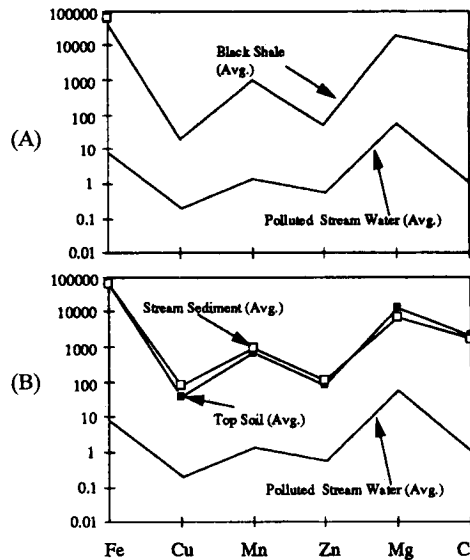 (A)
100000
10000
1000
100
10
1
0.1
0.01
Black Shale
(Avg.)
Polluted Stream Water (Avg.)
(B)
100000
10000
1000
100
10
1
0.1
0.01
Stream Sediment (Avg.)
Top Soil (Avg.)
Polluted Stream Water (Avg.)
Fe Cu Mn Zn Mg